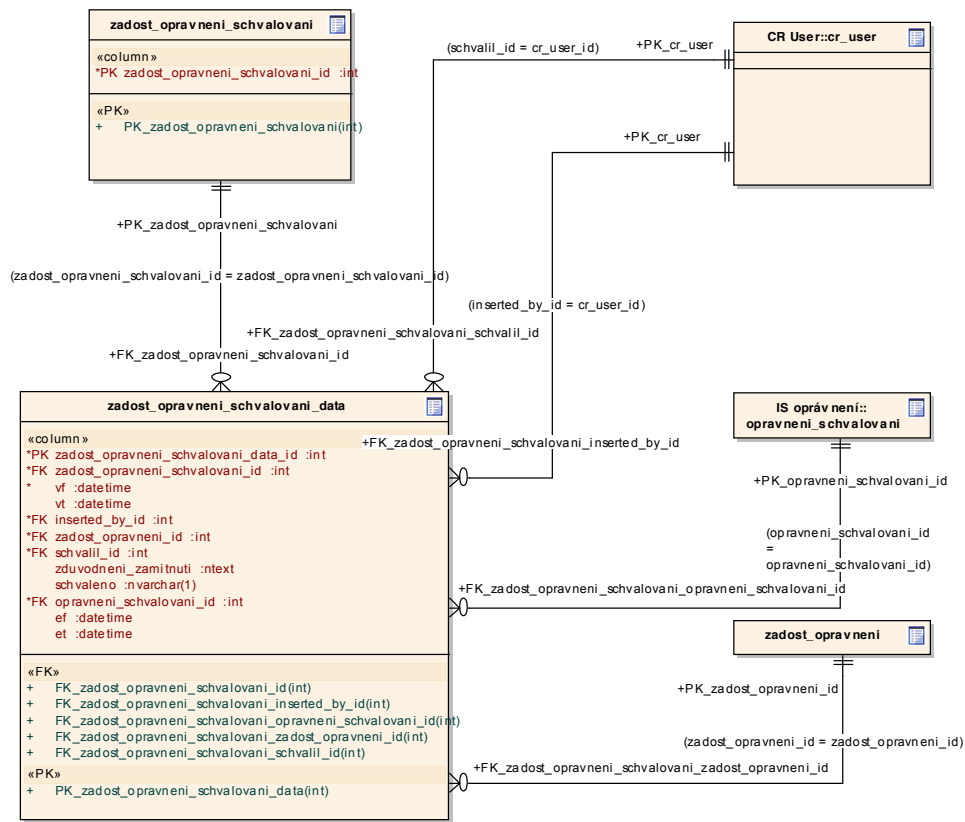 zadost_opravneni_schvalovani
«column»
*PK zadost_opravneni_schvalovani_id :int
«PK»
+ PK_zadost_opravneni_schvalovani(int)
CR User::cr_user
(schvalil_id = cr_user_id)
+PK_cr_user
+PK_cr_user
+PK_zadost_opravneni_schvalovani
(zadost_opravneni_schvalovani_id = zadost_opravneni_schvalovani_id)
(inserted_by_id = cr_user_id)
+FK_zadost_opravneni_schvalovani_schvalil_id
+FK_zadost_opravneni_schvalovani_id
zadost_opravneni_schvalovani_data
«column»
*PK zadost_opravneni_schvalovani_data_id :int
*FK zadost_opravneni_schvalovani_id :int
* vf :datetime
vt :datetime
*FK inserted_by_id :int
*FK zadost_opravneni_id :int
*FK schvalil_id :int
zduvodneni_zamitnuti :ntext
schvaleno :nvarchar(1)
*FK opravneni_schvalovani_id :int
ef :datetime
et :datetime
«FK»
+ FK_zadost_opravneni_schvalovani_id(int)
+ FK_zadost_opravneni_schvalovani_inserted_by_id(int)
+ FK_zadost_opravneni_schvalovani_opravneni_schvalovani_id(int)
+ FK_zadost_opravneni_schvalovani_zadost_opravneni_id(int)
+ FK_zadost_opravneni_schvalovani_schvalil_id(int)
«PK»
+ PK_zadost_opravneni_schvalovani_data(int)
+FK_zadost_opravneni_schvalovani_inserted_by_id
IS oprávnení::
opravneni_schvalovani
+PK_opravneni_schvalovani_id
(opravneni_schvalovani_id
=
opravneni_schvalovani_id)
+FK_zadost_opravneni_schvalovani_opravneni_schvalovani_id
zadost_opravneni
+PK_zadost_opravneni_id
(zadost_opravneni_id = zadost_opravneni_id)
+FK_zadost_opravneni_schvalovani_zadost_opravneni_id